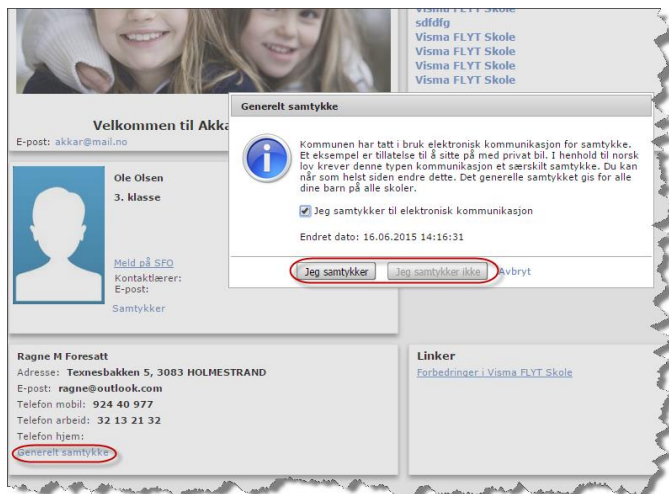 Visma FLYT Skole
sdfdfg
Visma FLYT Skole
Visma FLYT Skole
Visma FLYT Skole
Visma FLYT Skole
Velkommen til Akka
E-post: akkar@mail.no
Generelt samtykke
Kommunen har tatt i bruk elektronisk kommunikasjon for samtykke.
Et eksempel er tillatelse til å sitte på med privat bil. I henhold til norsk
lov krever denne typen kommunikasjon et særskilt samtykke. Du kan
når som helst siden endre dette. Det generelle samtykket gis for alle
dine barn på alle skoler.
Jeg samtykker til elektronisk kommunikasjon
Endret dato: 16.06.2015 14:16:31
Jeg samtykker Jeg samtykker ikke Avbryt
Ole Olsen
3. klasse
Meld på SFO
Kontaktlærer:
E-post:
Samtykker
Ragne M Foresatt
Adresse: Texnesbakken 5, 3083 HOLMESTRAND
E-post: ragne@outlook.com
Telefon mobil: 924 40 977
Telefon arbeid: 32 13 21 32
Telefon hjem:
Generelt samtykke
Linker
Forbedringer i Visma FLYT Skole